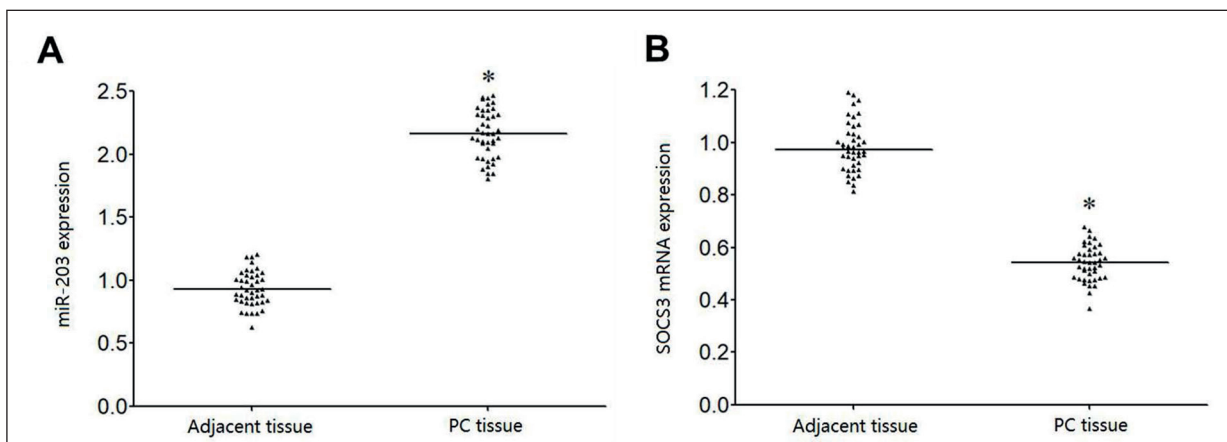 A
*
miR-203 expression
2.5
2.0
1.5
1.0
0.5
0.0
Adjacent tissue PC tissue
B
*
SOCS3 mRNA expression
1.2
1.0
0.8
0.6
0.4
0.2
0.0
Adjacent tissue PC tissue